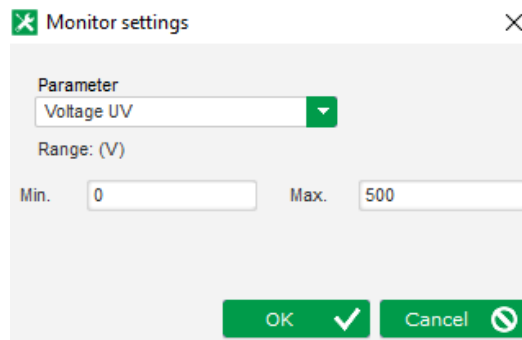 Monitor settings
Parameter
Voltage UV
Range: (V)
Min. 0 Max. 500
OK Cancel